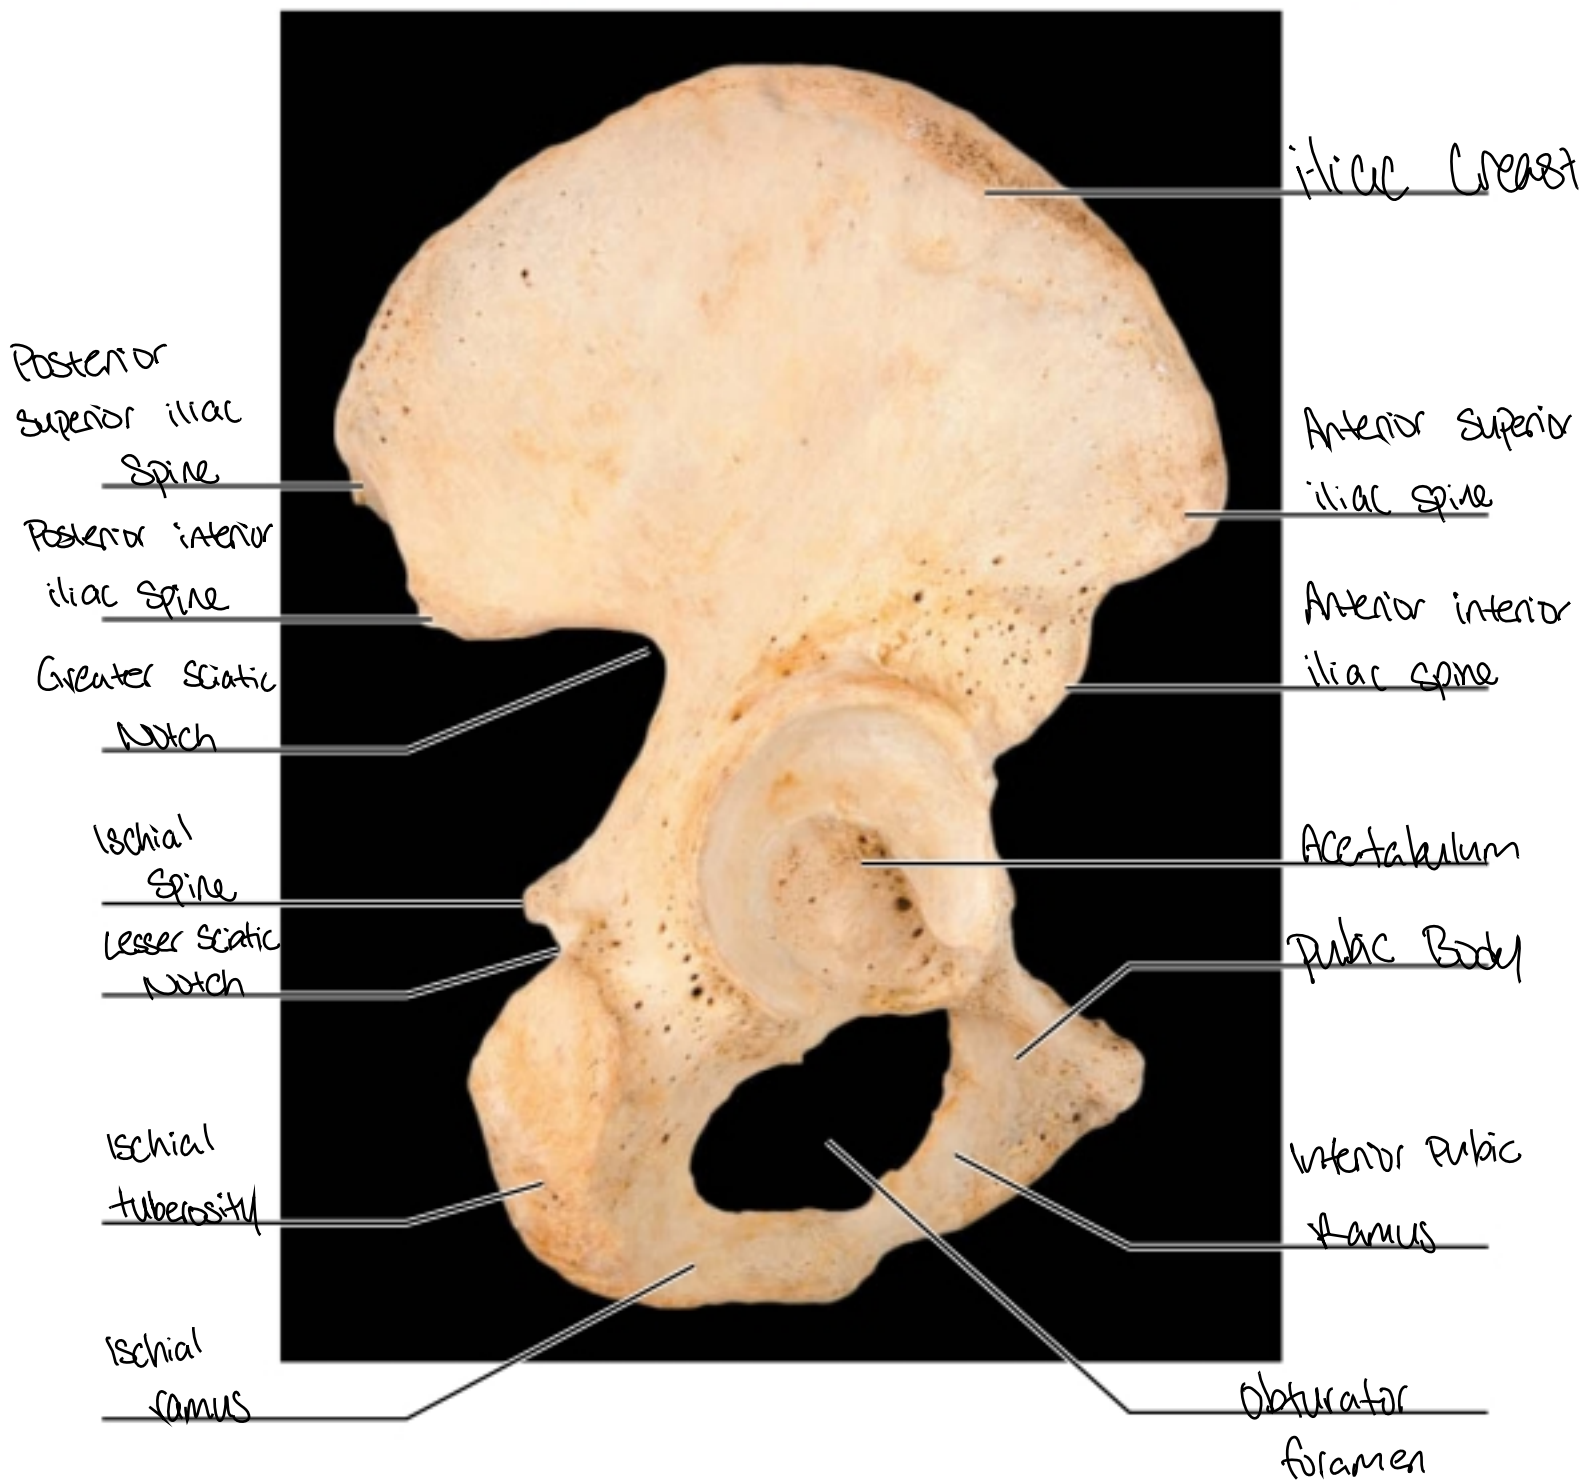 iliac Creast
Posterior
Superior iliac
Spine
Anterior Superior
iliac spine
Posterior interior
iliac Spine
Anterior interior
iliac spine
Greater Sciatic
Notch
Ischial
Spine
Acetabulum
Lesser Sciatic
Notch
Pubic Body
Ischial
tuberosity
Interior Pubic
Ramus
Ischial
ramus
Obturator
foramen